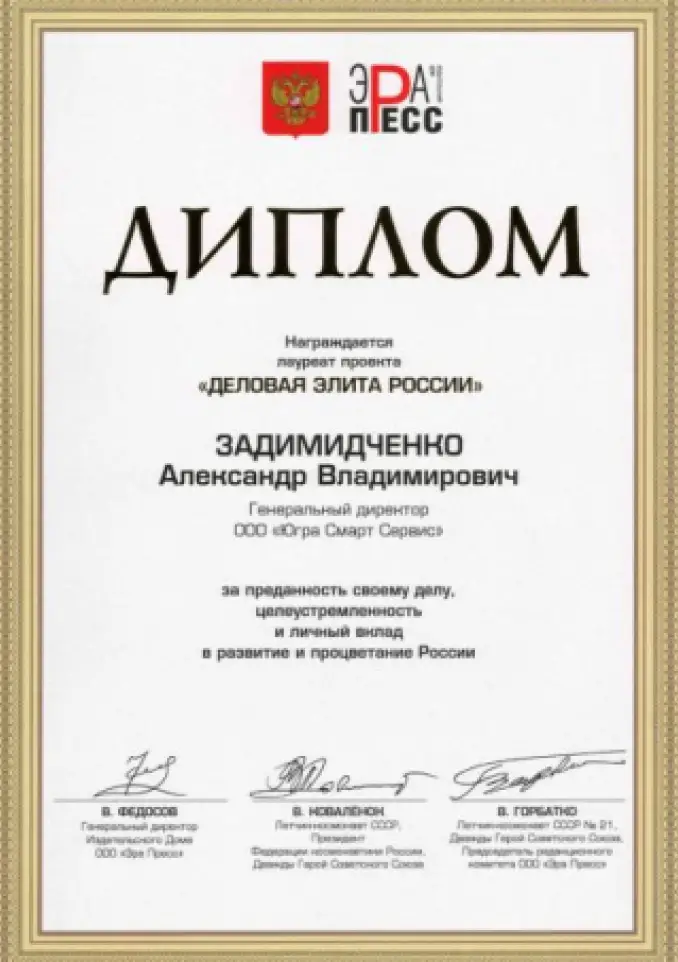 ЭРА
ПРЕСС
ДИПЛОМ
Награждается
лауреат проекта
«ДЕЛОВАЯ ЭЛИТА РОССИИ»
ЗАДИМИДЧЕНКО
Александр Владимирович
Генеральный директор
ООО «Югра Смарт Сервис»
за преданность своему делу,
целеустремленность
и личный вклад
в развитие и процветание России
В. ФЕДОСОВ
Генеральный директор
Издательского Дома
ООО «Эра Пресс»
В. КОВАЛЁНОК
Летчик-космонавт СССР,
Президент
Федерации космонавтики России,
Дважды Герой Советского Союза
В. ГОРБАТКО
Летчик-космонавт СССР № 21,
Дважды Герой Советского Союза,
Председатель редакционного
комитета ООО «Эра Пресс»